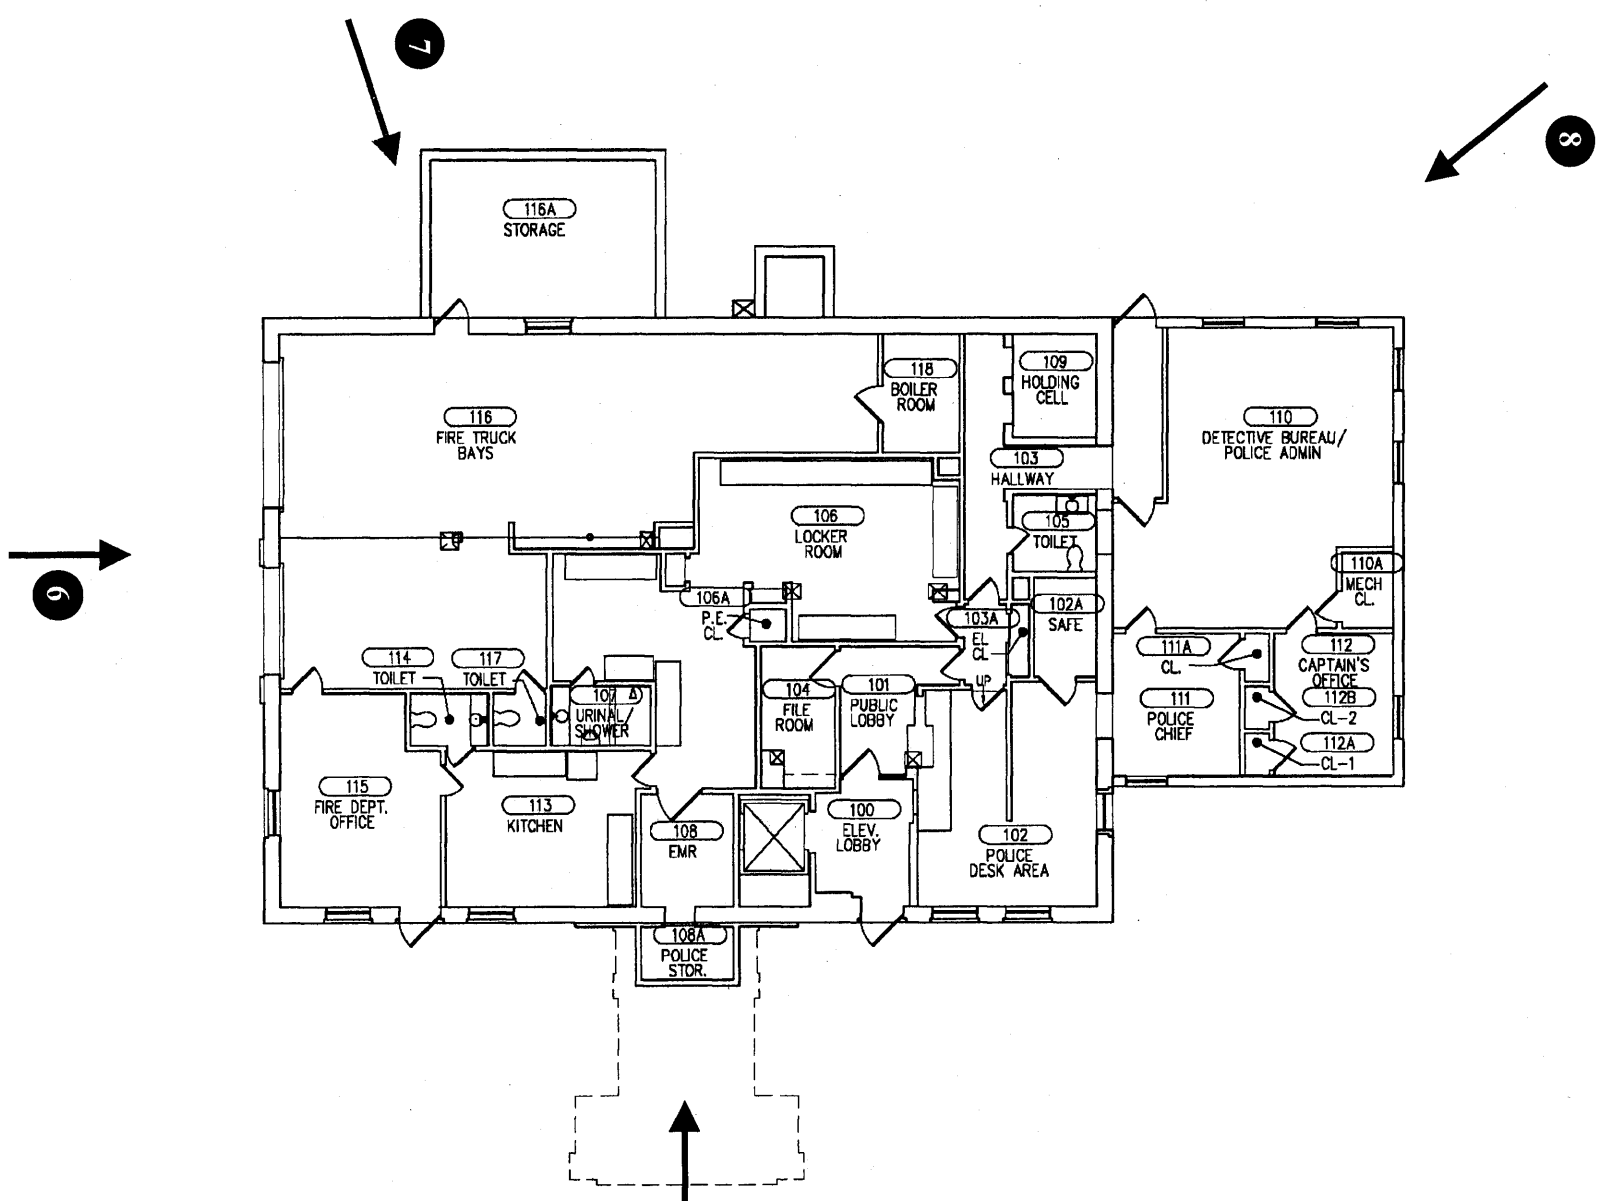 7
8
116A
STORAGE
118
BOILER
ROOM
109
HOLDING
CELL
116
FIRE TRUCK
BAYS
110
DETECTIVE BUREAU/
POLICE ADMIN
103
HALLWAY
106
LOCKER
ROOM
105
TOILET
6
110A
MECH
CL.
106A
P.E.
CL.
103A
EL
CL
102A
SAFE
114
TOILET
117
TOILET
107
URINAL/
SHOWER
104
FILE
ROOM
101
PUBLIC
LOBBY
UP
111A
CL.
112
CAPTAIN'S
OFFICE
111
POLICE
CHIEF
112B
CL-2
112A
CL-1
115
FIRE DEPT.
OFFICE
113
KITCHEN
108
EMR
100
ELEV.
LOBBY
102
POLICE
DESK AREA
108A
POLICE
STOR.